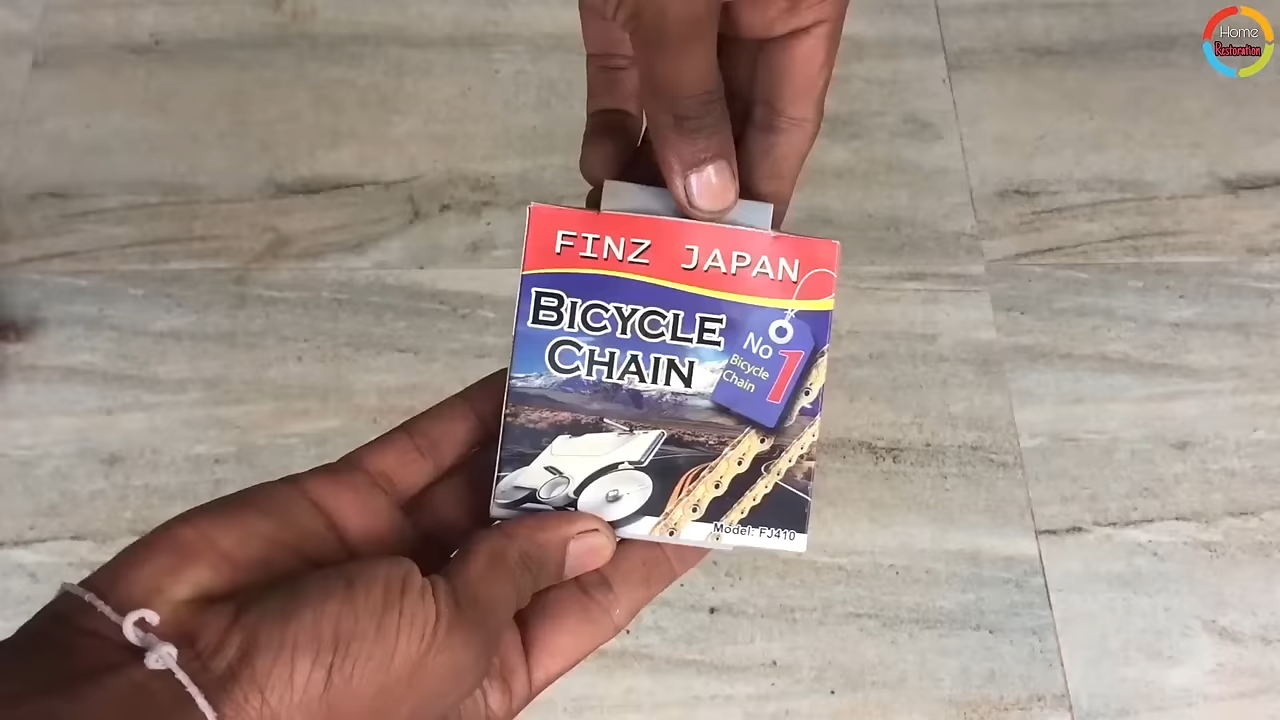 Home
Restoration
FINZ JAPAN
BICYCLE
CHAIN
No 1
Bicycle
Chain
Model: FJ410